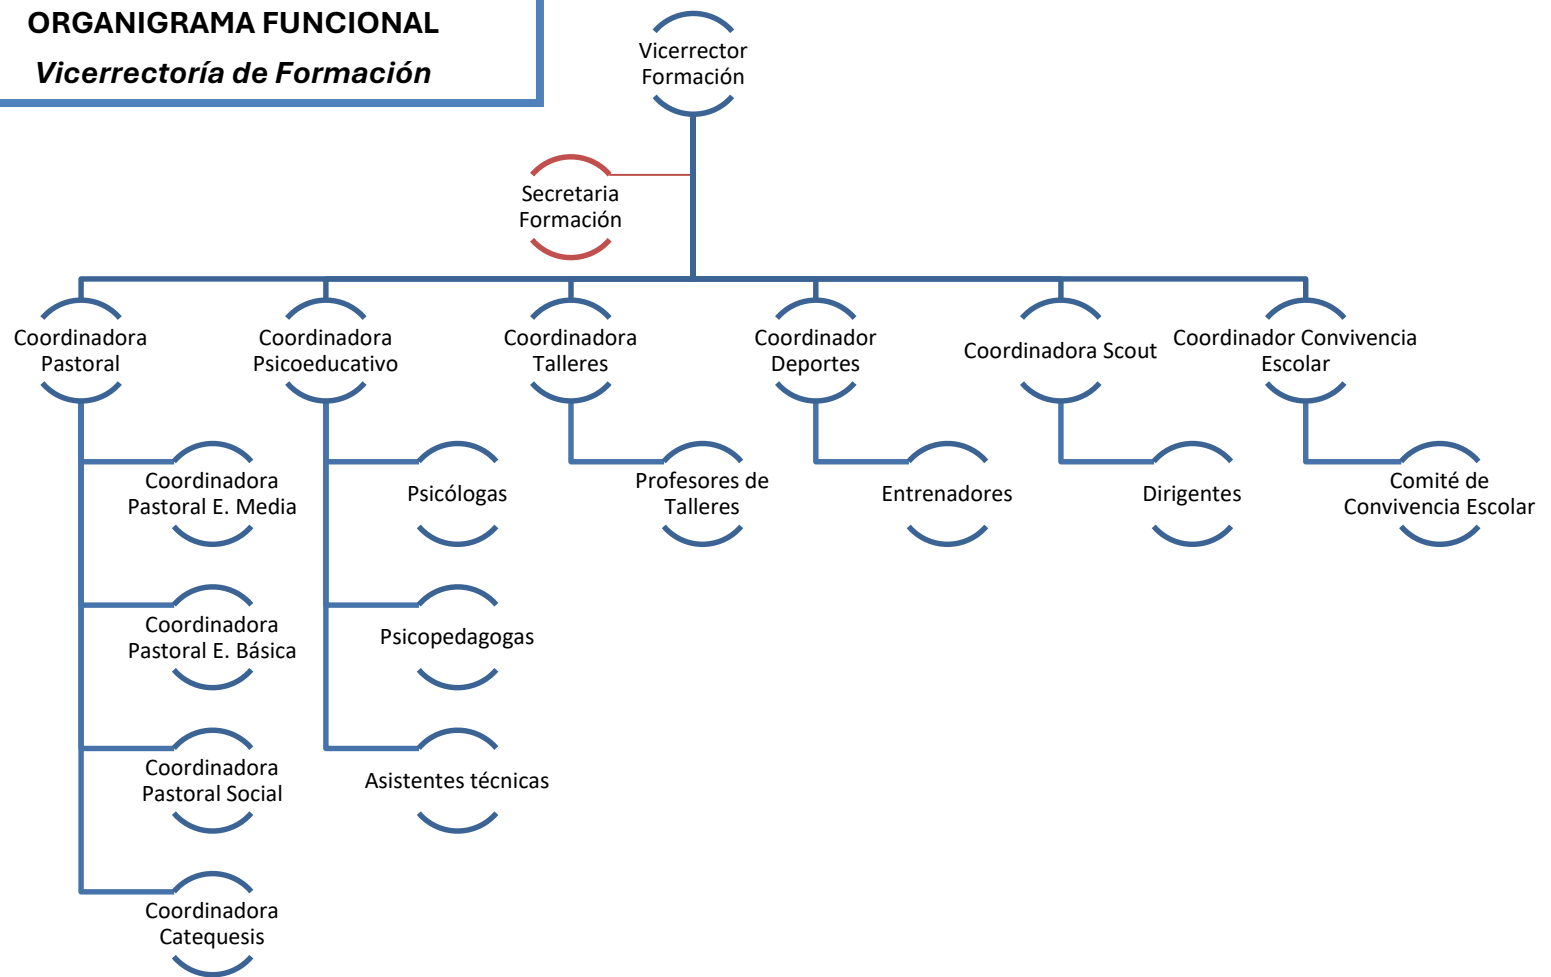 ORGANIGRAMA FUNCIONAL
Vicerrectoría de Formación
Vicerrector
Formación
Secretaria
Formación
Coordinadora
Pastoral
Coordinadora
Psicoeducativo
Coordinadora
Talleres
Coordinador
Deportes
Coordinadora Scout
Coordinador Convivencia
Escolar
Coordinadora
Pastoral E. Media
Psicólogas
Profesores de
Talleres
Entrenadores
Dirigentes
Comité de
Convivencia Escolar
Coordinadora
Pastoral E. Básica
Psicopedagogas
Coordinadora
Pastoral Social
Asistentes técnicas
Coordinadora
Catequesis